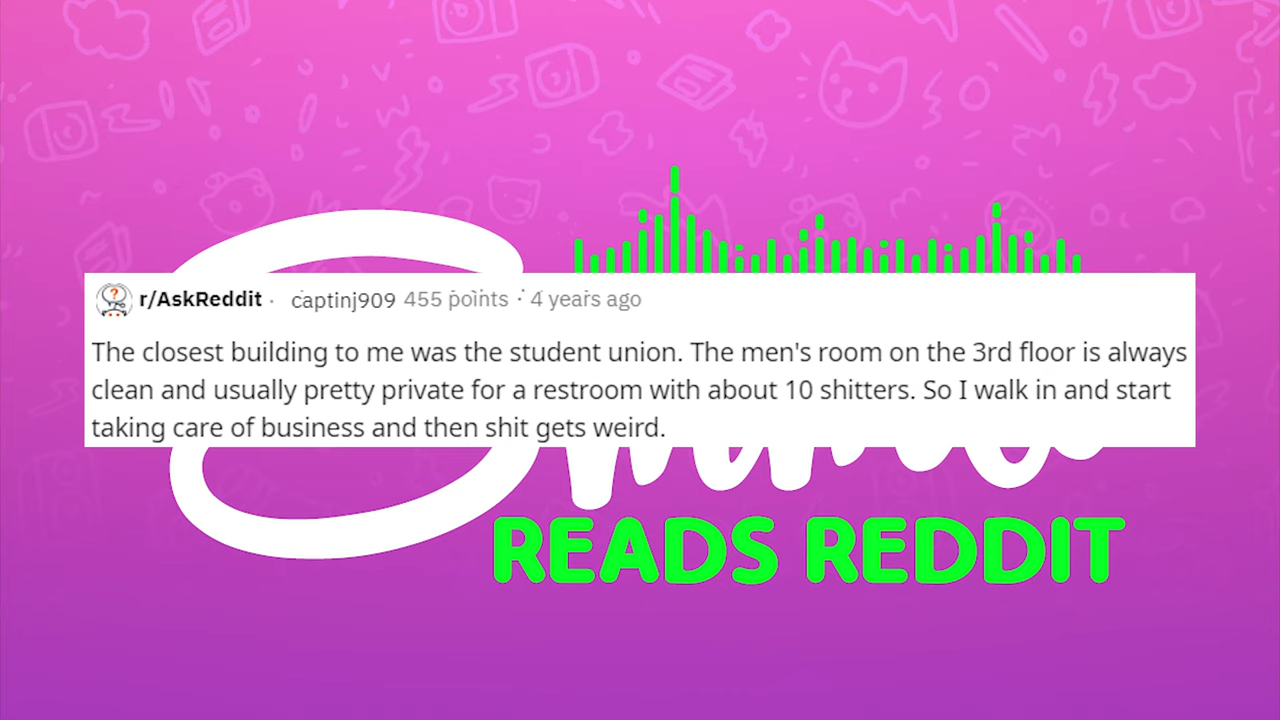 r/AskReddit · captinj909 455 points · 4 years ago
The closest building to me was the student union. The men's room on the 3rd floor is always
clean and usually pretty private for a restroom with about 10 shitters. So I walk in and start
taking care of business and then shit gets weird.
READS REDDIT